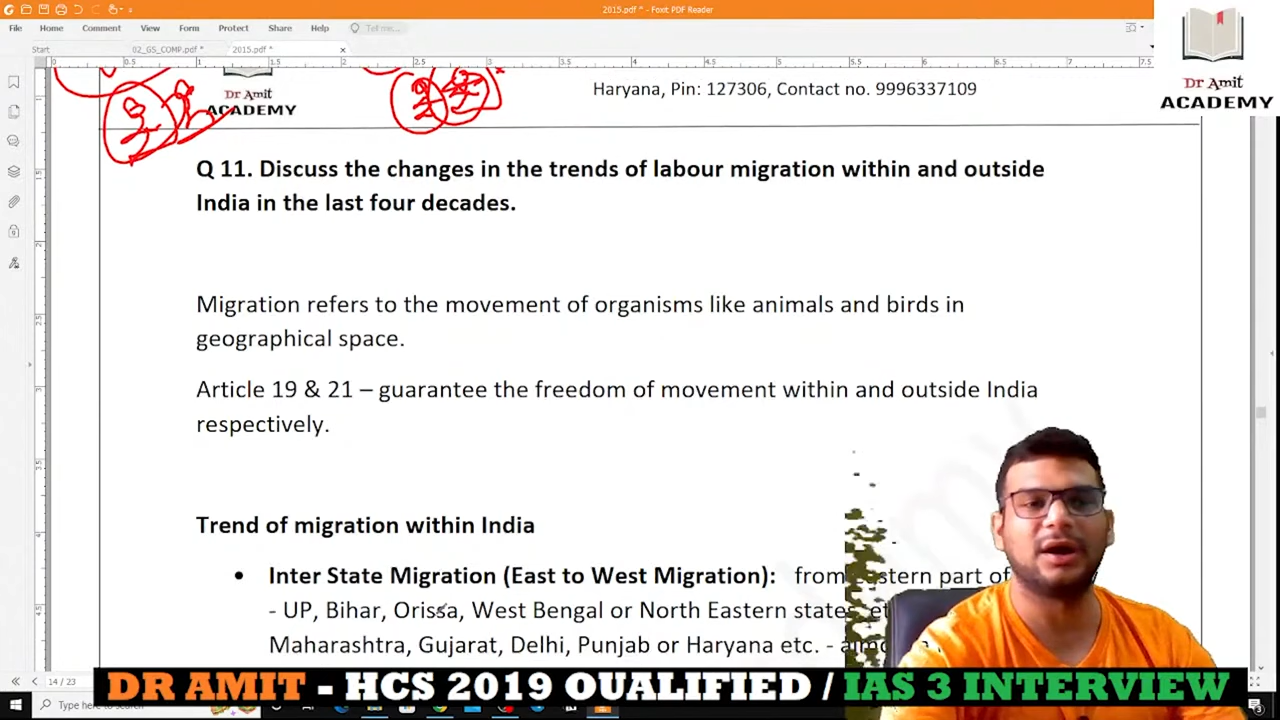 2015.pdf * - Foxit PDF Reader
File Home Comment View Form Protect Share Help Tell me...
Start 02_GS_COMP.pdf * 2015.pdf *
Dr Amit
ACADEMY
Haryana, Pin: 127306, Contact no. 9996337109
Dr Amit
ACADEMY
Q 11. Discuss the changes in the trends of labour migration within and outside
India in the last four decades.
Migration refers to the movement of organisms like animals and birds in
geographical space.
Article 19 & 21 – guarantee the freedom of movement within and outside India
respectively.
Trend of migration within India
• Inter State Migration (East to West Migration): from eastern part of
- UP, Bihar, Orissa, West Bengal or North Eastern states
Maharashtra, Gujarat, Delhi, Punjab or Haryana etc. -
14 / 23
DR AMIT - HCS 2019 QUALIFIED / IAS 3 INTERVIEW
Type here to search